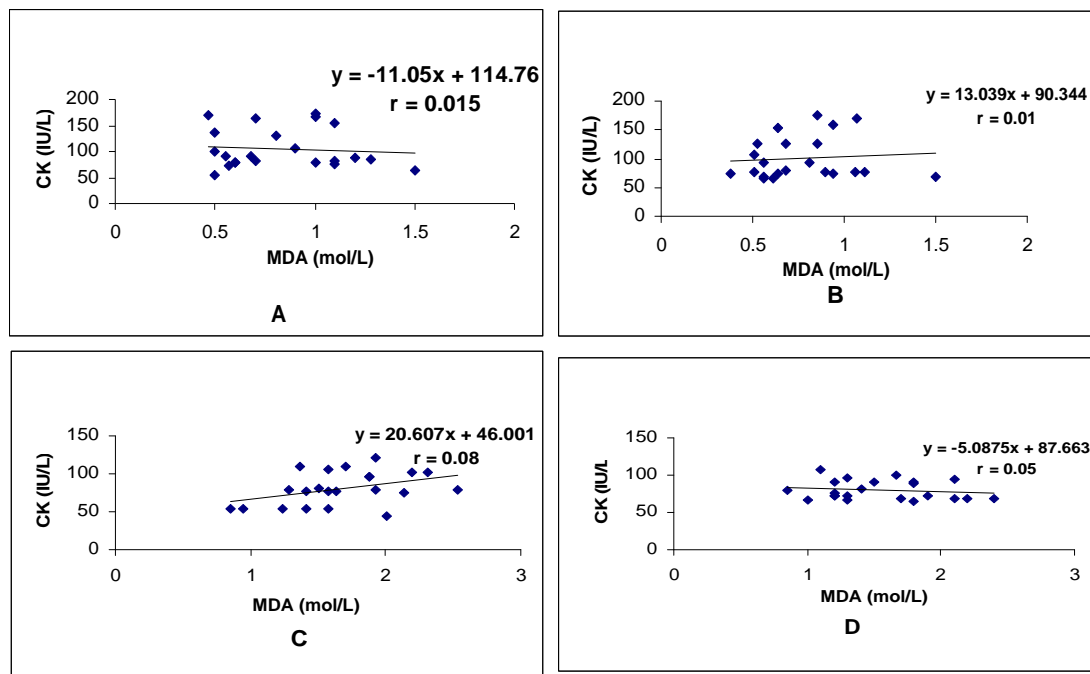 y = -11.05x + 114.76
r = 0.015
CK (IU/L)
200
150
100
50
0
0 0.5 1 1.5 2
MDA (mol/L)
A
y = 13.039x + 90.344
r = 0.01
CK (IU/L)
200
150
100
50
0
0 0.5 1 1.5 2
MDA (mol/L)
B
y = 20.607x + 46.001
r = 0.08
CK (IU/L)
150
100
50
0
0 1 2 3
MDA (mol/L)
C
y = -5.0875x + 87.663
r = 0.05
CK (IU/L
150
100
50
0
0 1 2 3
MDA (mol/L)
D